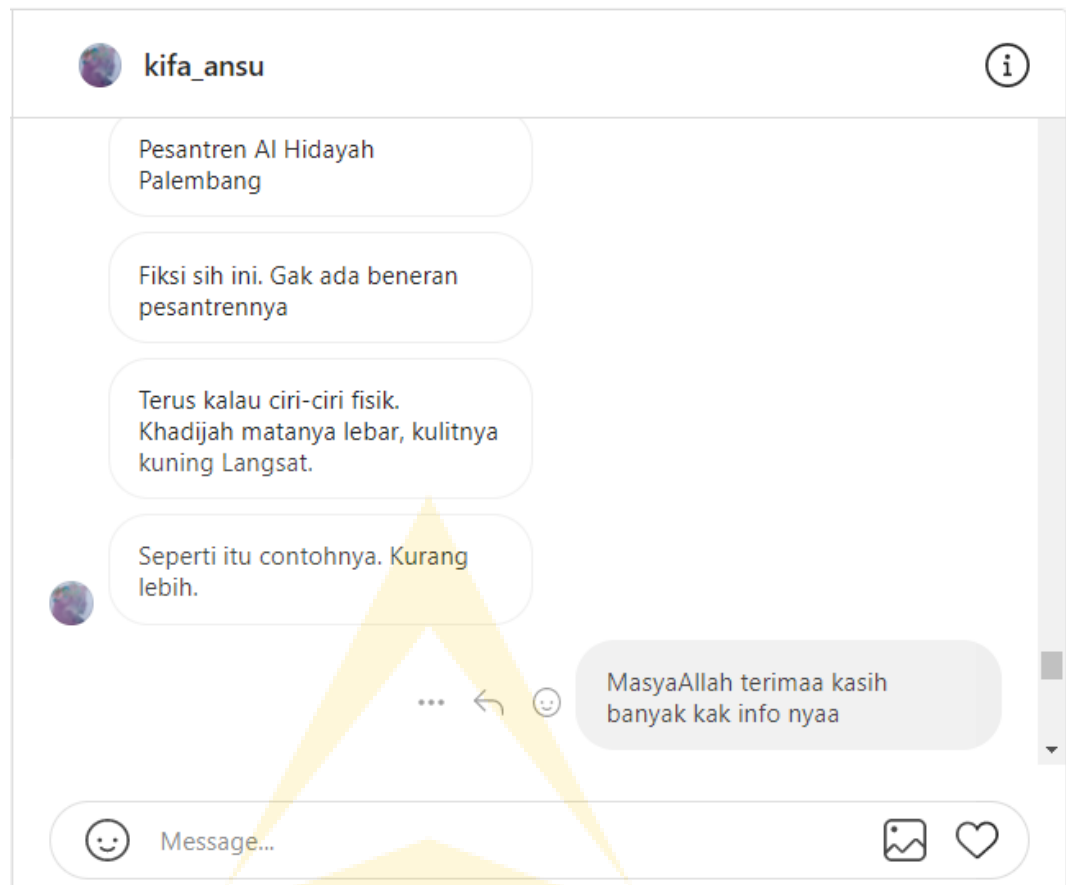 kifa_ansu
Pesantren Al Hidayah
Palembang
Fiksi sih ini. Gak ada beneran
pesantrennya
Terus kalau ciri-ciri fisik.
Khadijah matanya lebar, kulitnya
kuning Langsat.
Seperti itu contohnya. Kurang
lebih.
MasyaAllah terimaa kasih
banyak kak info nyaa
Message...